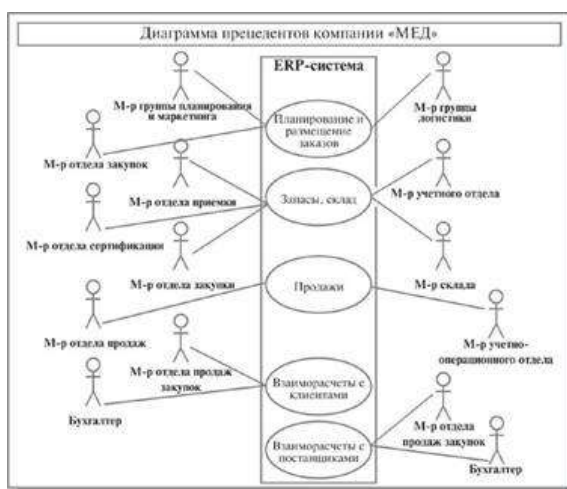 Диаграмма прецедентов компании «МЕД»
ERP-система
М-р группы планирования
и маркетинга
М-р группы
логистики
Планирование и
размещение
заказов
М-р отдела закупок
М-р отдела приемки
Запасы, склад
М-р учетного отдела
М-р отдела сертификации
М-р отдела закупки
М-р склада
Продажи
М-р отдела продаж
М-р учетно-
операционного отдела
М-р отдела продаж
закупок
Взаиморасчеты с
клиентами
Бухгалтер
М-р отдела
продаж закупок
Взаиморасчеты с
поставщиками
Бухгалтер